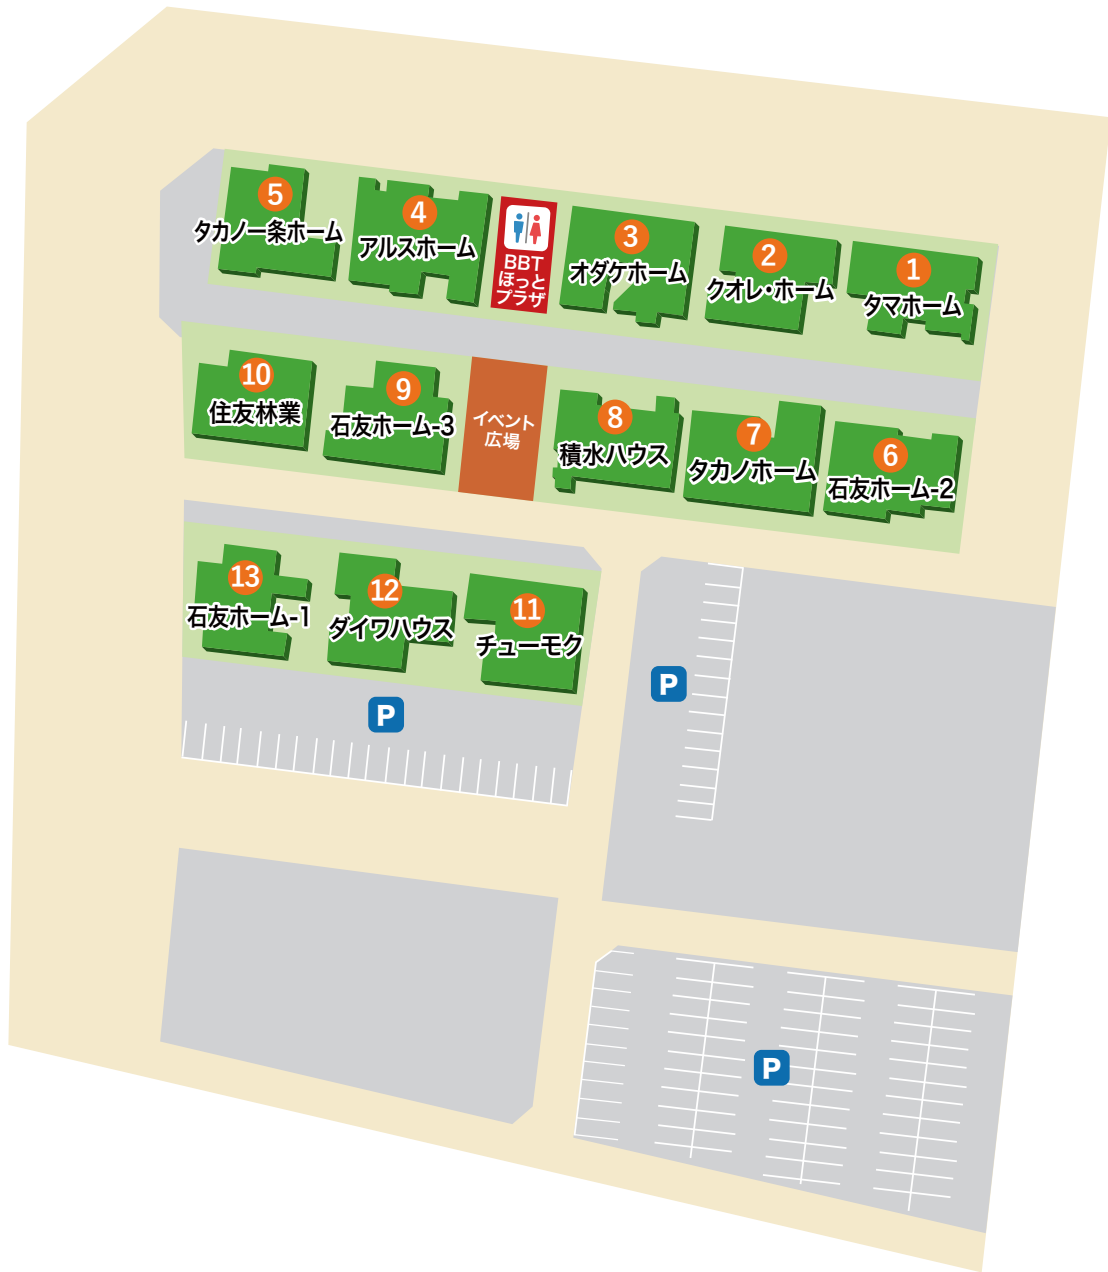 5
タカノ一条ホーム
4
アルスホーム
BBT
ほっと
プラザ
3
オダケホーム
2
クオレ・ホーム
1
タマホーム
10
住友林業
9
石友ホーム-3
イベント
広場
8
積水ハウス
7
タカノホーム
6
石友ホーム-2
13
石友ホーム-1
12
ダイワハウス
11
チューモク
P
P
P